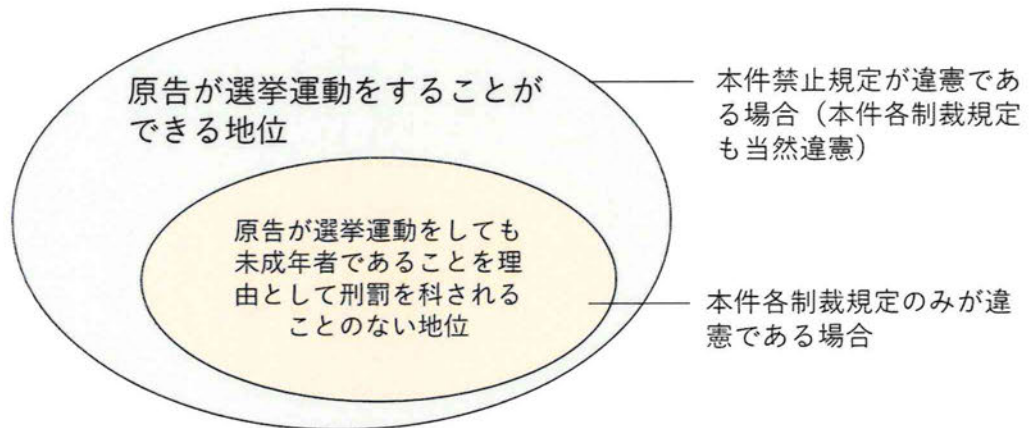 原告が選挙運動をすることが
できる地位
本件禁止規定が違憲であ
る場合（本件各制裁規定
も当然違憲）
原告が選挙運動をしても
未成年者であることを理
由として刑罰を科される
ことのない地位
本件各制裁規定のみが違
憲である場合